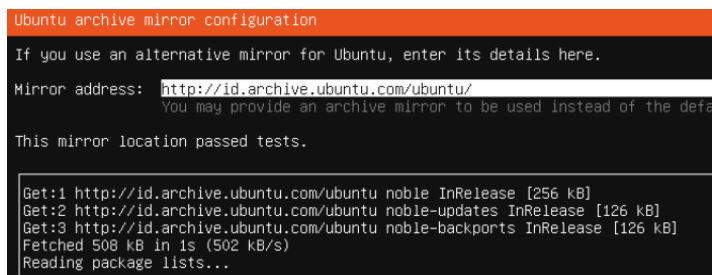 Ubuntu archive mirror configuration
If you use an alternative mirror for Ubuntu, enter its details here.
Mirror address: http://id.archive.ubuntu.com/ubuntu/
You may provide an archive mirror to be used instead of the defa
This mirror location passed tests.
Get:1 http://id.archive.ubuntu.com/ubuntu noble InRelease [256 kB]
Get:2 http://id.archive.ubuntu.com/ubuntu noble-updates InRelease [126 kB]
Get:3 http://id.archive.ubuntu.com/ubuntu noble-backports InRelease [126 kB]
Fetched 508 kB in 1s (502 kB/s)
Reading package lists...